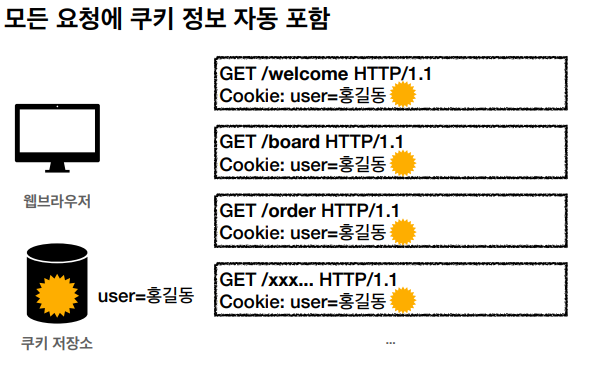 모든 요청에 쿠키 정보 자동 포함
GET /welcome HTTP/1.1
Cookie: user=홍길동
GET /board HTTP/1.1
Cookie: user=홍길동
웹브라우저
GET /order HTTP/1.1
Cookie: user=홍길동
GET /xxx... HTTP/1.1
Cookie: user=홍길동
user=홍길동
쿠키 저장소
...